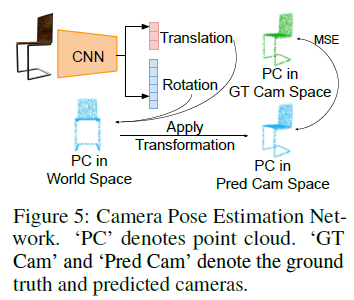 CNN
Translation
Rotation
MSE
PC in
GT Cam Space
PC in
World Space
Apply
Transformation
PC in
Pred Cam Space
Figure 5: Camera Pose Estimation Net-
work. ‘PC’ denotes point cloud. ‘GT
Cam’ and ‘Pred Cam’ denote the ground
truth and predicted cameras.